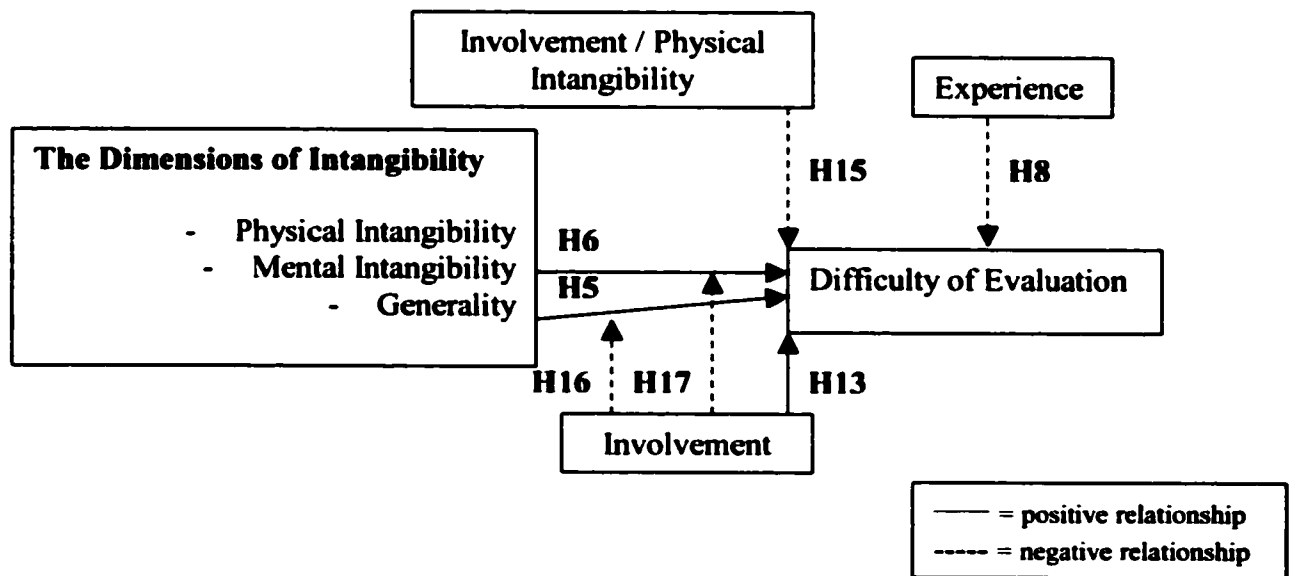 Involvement / Physical
Intangibility
Experience
The Dimensions of Intangibility
- Physical Intangibility
- Mental Intangibility
- Generality
H15
H8
H6
H5
Difficulty of Evaluation
H16
H17
H13
Involvement
= positive relationship
= negative relationship